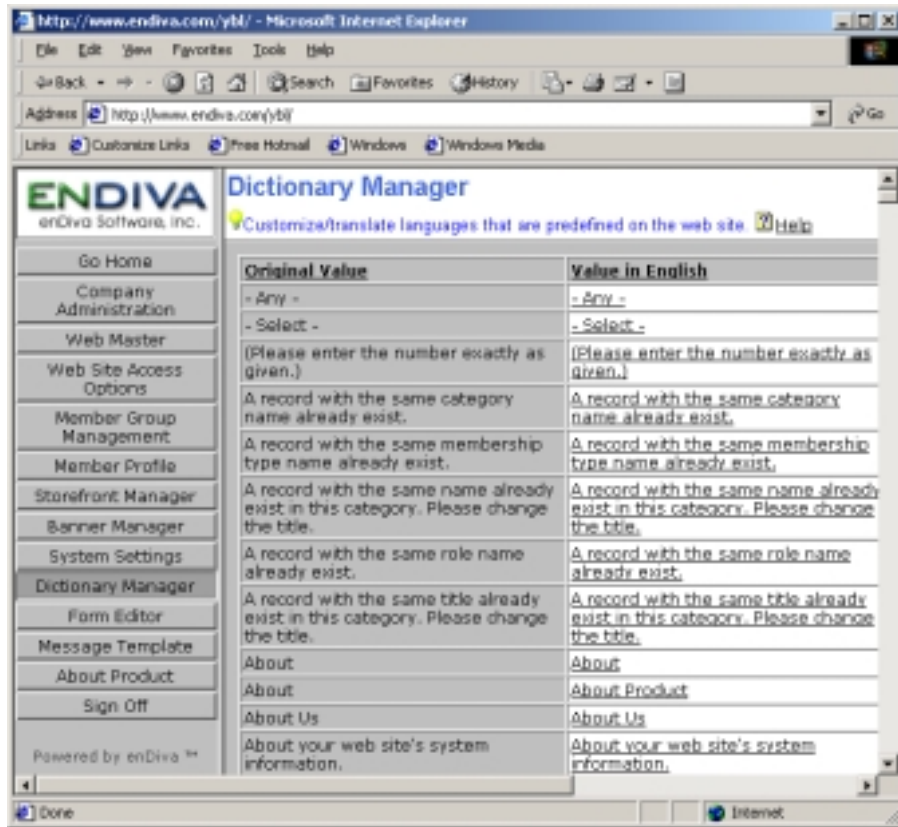 http://www.endiva.com/ybl/ - Microsoft Internet Explorer
File Edit View Favorites Tools Help
Back Search Favorites History
Address http://www.endiva.com/ybl/ Go
Links Customize Links Free Hotmail Windows Windows Media
ENDIVA
enDiva Software, Inc.
Go Home
Company
Administration
Web Master
Web Site Access
Options
Member Group
Management
Member Profile
Storefront Manager
Banner Manager
System Settings
Dictionary Manager
Form Editor
Message Template
About Product
Sign Off
Powered by enDiva ™
Dictionary Manager
Customize/translate languages that are predefined on the web site. Help
Original Value Value in English
- Any - - Any -
- Select - - Select -
(Please enter the number exactly as (Please enter the number exactly as
given.) given.)
A record with the same category A record with the same category
name already exist. name already exist.
A record with the same membership A record with the same membership
type name already exist. type name already exist.
A record with the same name already A record with the same name already
exist in this category. Please change exist in this category. Please change
the title. the title.
A record with the same role name A record with the same role name
already exist. already exist.
A record with the same title already A record with the same title already
exist in this category. Please change exist in this category. Please change
the title. the title.
About About
About About Product
About Us About Us
About your web site's system About your web site's system
information. information.
Done Internet